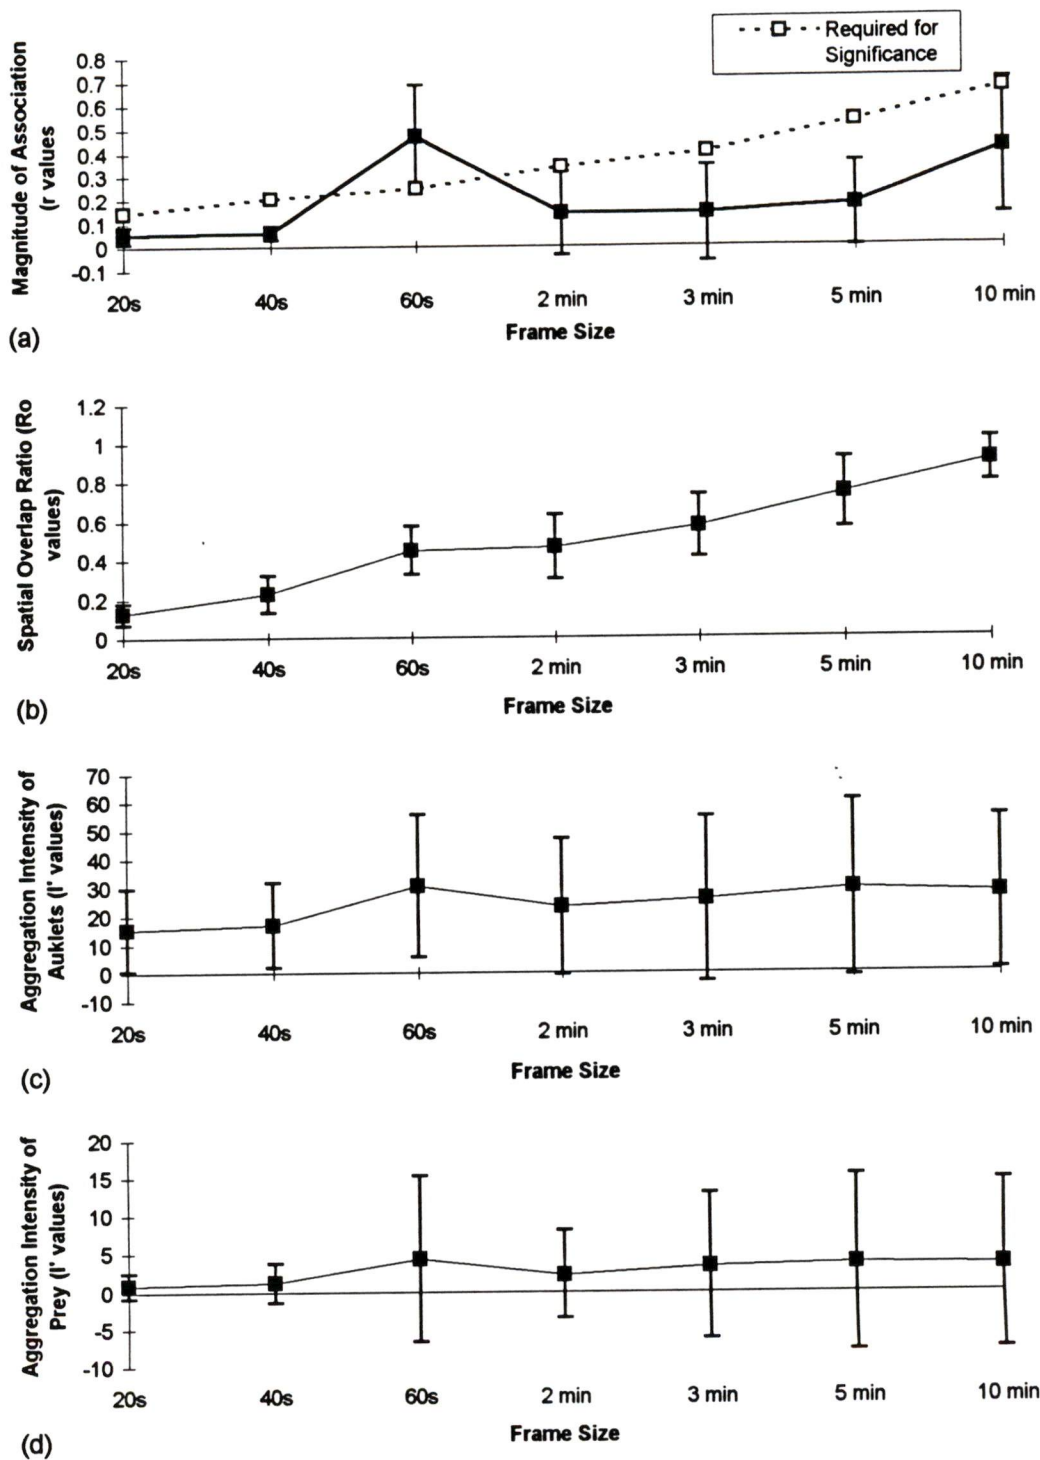 Required for
Significance
Magnitude of Association
(r values
0.8
0.7
0.6
0.5
0.4
0.3
0.2
0.1
0
-0.1
20s 40s 60s 2 min 3 min 5 min 10 min
Frame Size
(a)
Spatial Overlap Ratio (Ro
values)
1.2
1
0.8
0.6
0.4
0.2
0
20s 40s 60s 2 min 3 min 5 min 10 min
Frame Size
(b)
Aggregation Intensity of
Auklets (I' values)
70
60
50
40
30
20
10
0
-10
20s 40s 60s 2 min 3 min 5 min 10 min
Frame Size
(c)
Aggregation Intensity of
Prey (I' values)
20
15
10
5
0
-5
-10
20s 40s 60s 2 min 3 min 5 min 10 min
Frame Size
(d)